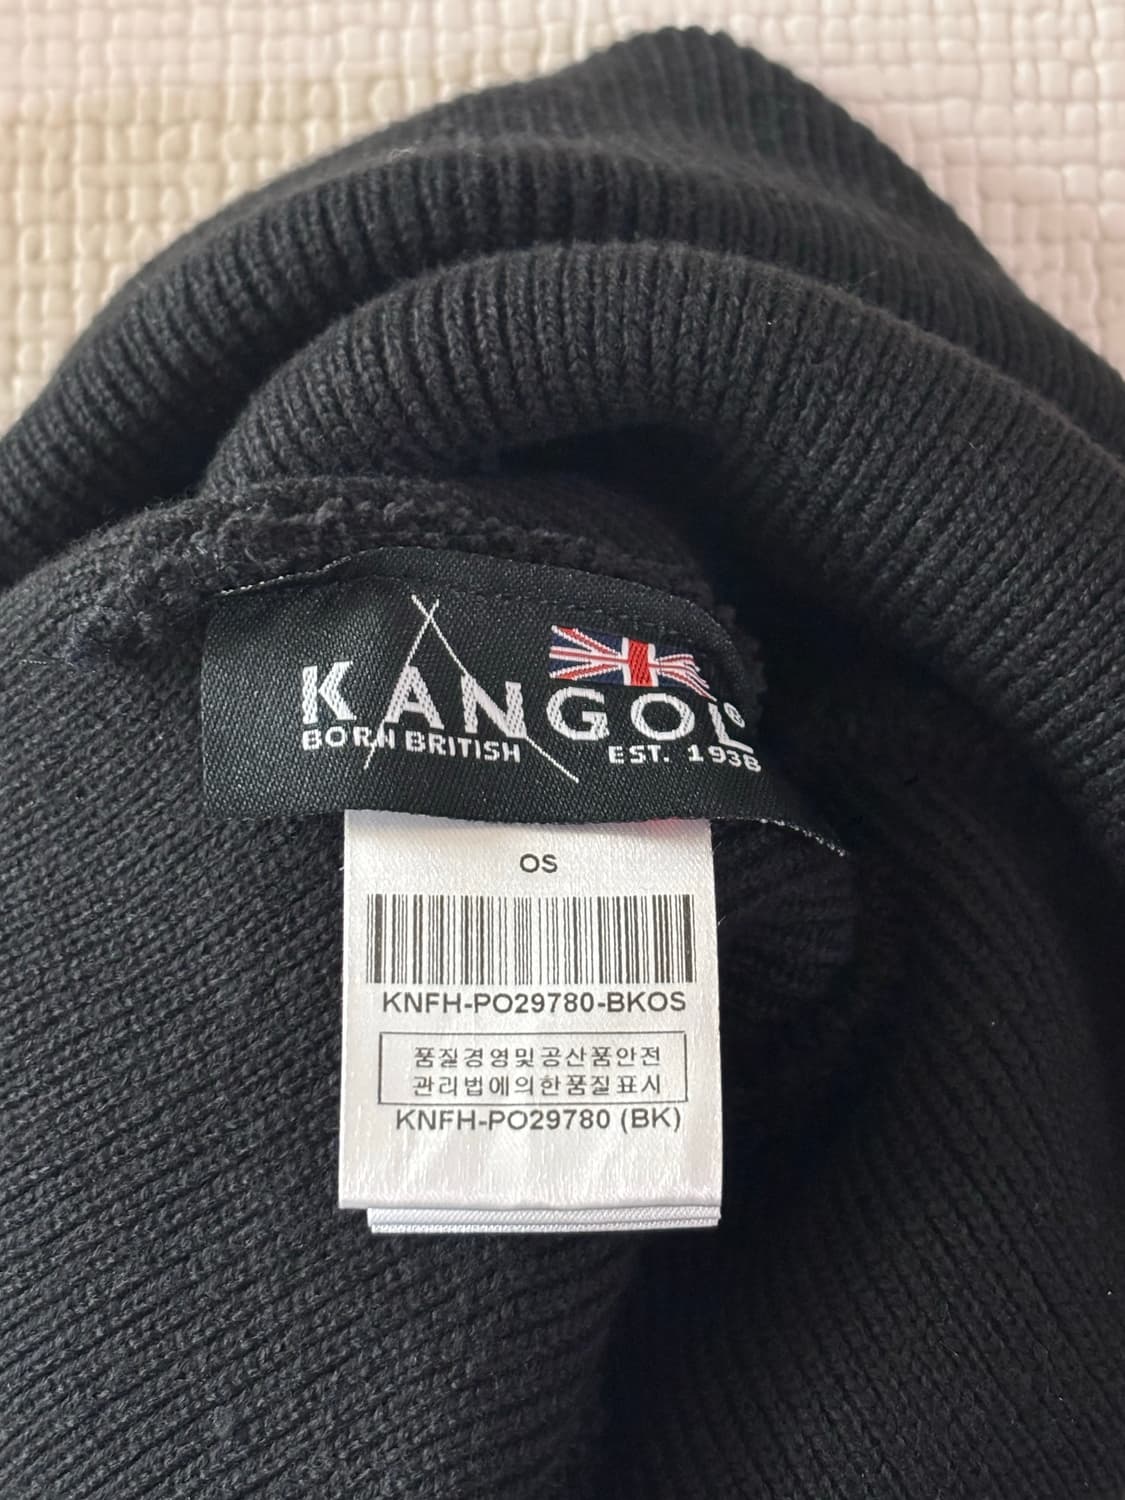 KANGOL®
BORN BRITISH EST. 1938
OS
KNFH-PO29780-BKOS
품질경영및공산품안전
관리법에의한품질표시
KNFH-PO29780 (BK)